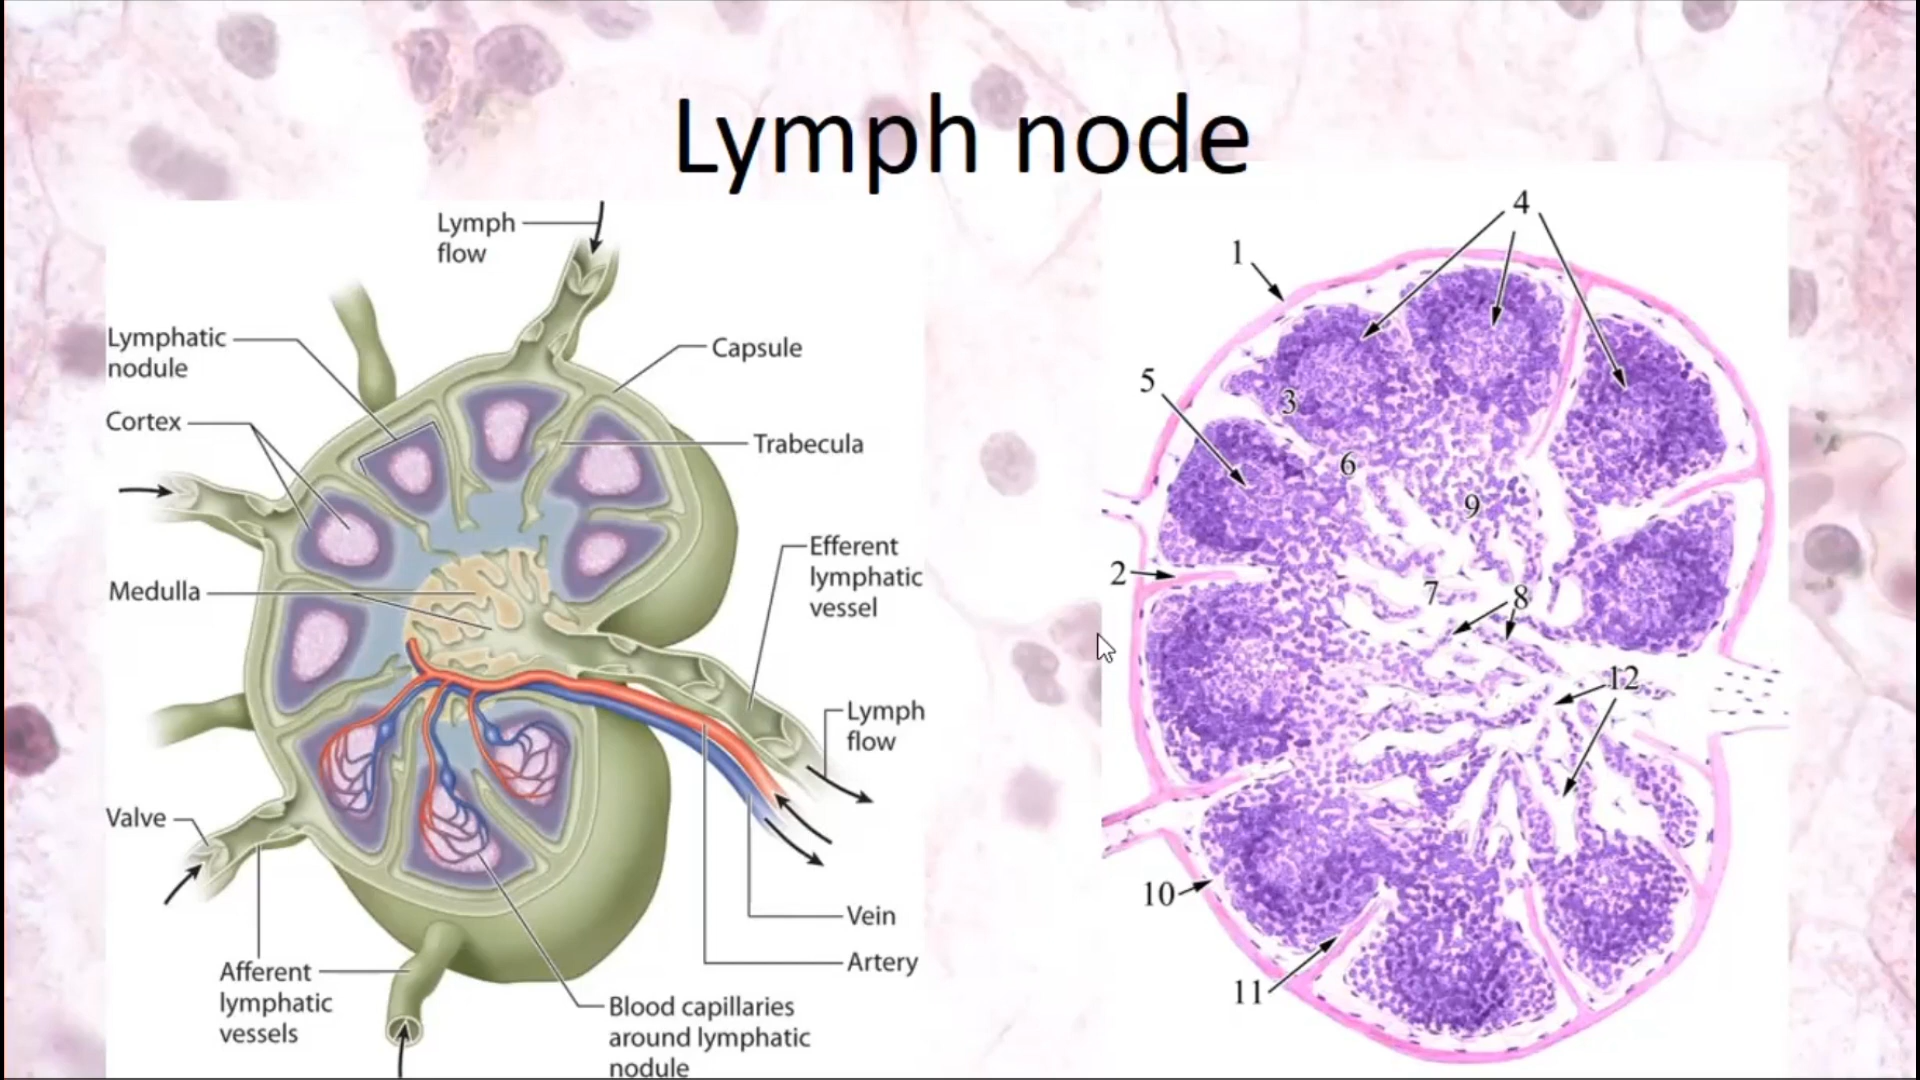 Lymph node
Lymph
flow
Lymphatic
nodule
Cortex
Capsule
Trabecula
Medulla
Efferent
lymphatic
vessel
Lymph
flow
Valve
Vein
Artery
Afferent
lymphatic
vessels
Blood capillaries
around lymphatic
nodule
4
1
5
3
6
9
2
7
8
12
10
11